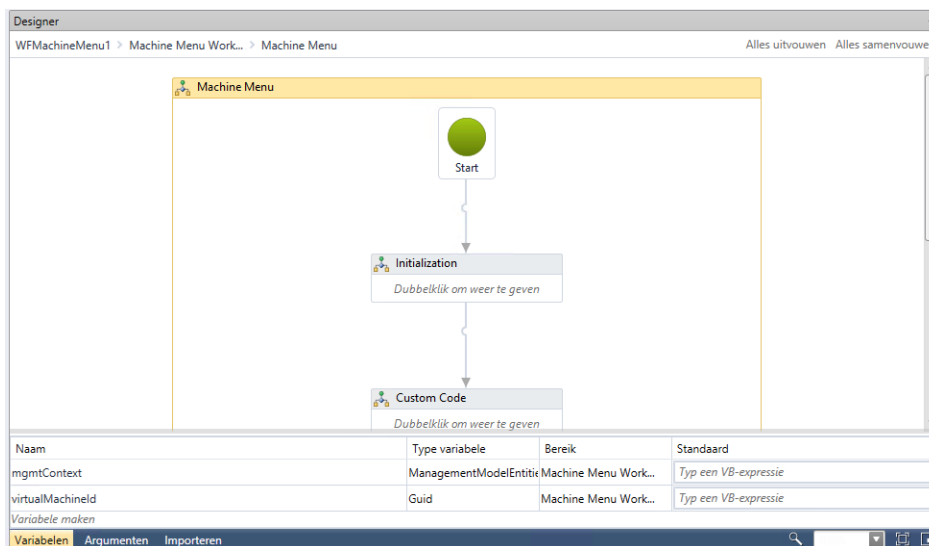 Designer
WFMachineMenu1 > Machine Menu Work... > Machine Menu
Alles uitvouwen Alles samenvouwe
Machine Menu
Start
Initialization
Dubbelklik om weer te geven
Custom Code
Dubbelklik om weer te geven
Naam Type variabele Bereik Standaard
mgmtContext ManagementModelEntitie Machine Menu Work... Typ een VB-expressie
virtualMachineId Guid Machine Menu Work... Typ een VB-expressie
Variabele maken
Variabelen Argumenten Importeren